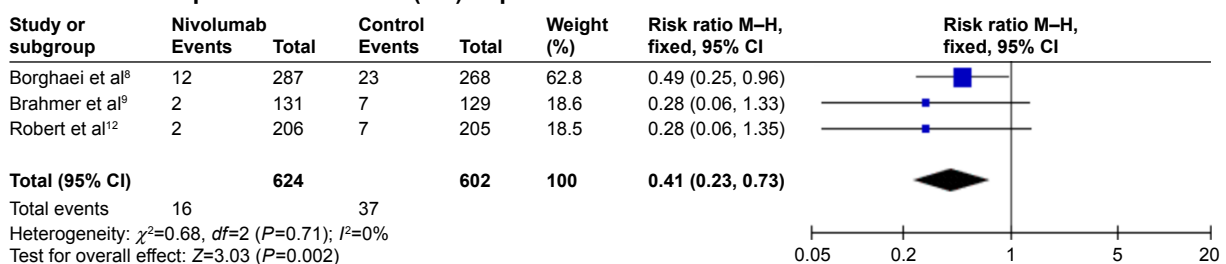 Study or subgroup Nivolumab Events Total Control Events Total Weight (%) Risk ratio M–H, fixed, 95% CI Risk ratio M–H, fixed, 95% CI
Borghaei et al8 12 287 23 268 62.8 0.49 (0.25, 0.96)
Brahmer et al9 2 131 7 129 18.6 0.28 (0.06, 1.33)
Robert et al12 2 206 7 205 18.5 0.28 (0.06, 1.35)
Total (95% CI) 624 602 100 0.41 (0.23, 0.73)
Total events 16 37
Heterogeneity: χ2=0.68, df=2 (P=0.71); I2=0%
Test for overall effect: Z=3.03 (P=0.002)
0.05 0.2 1 5 20